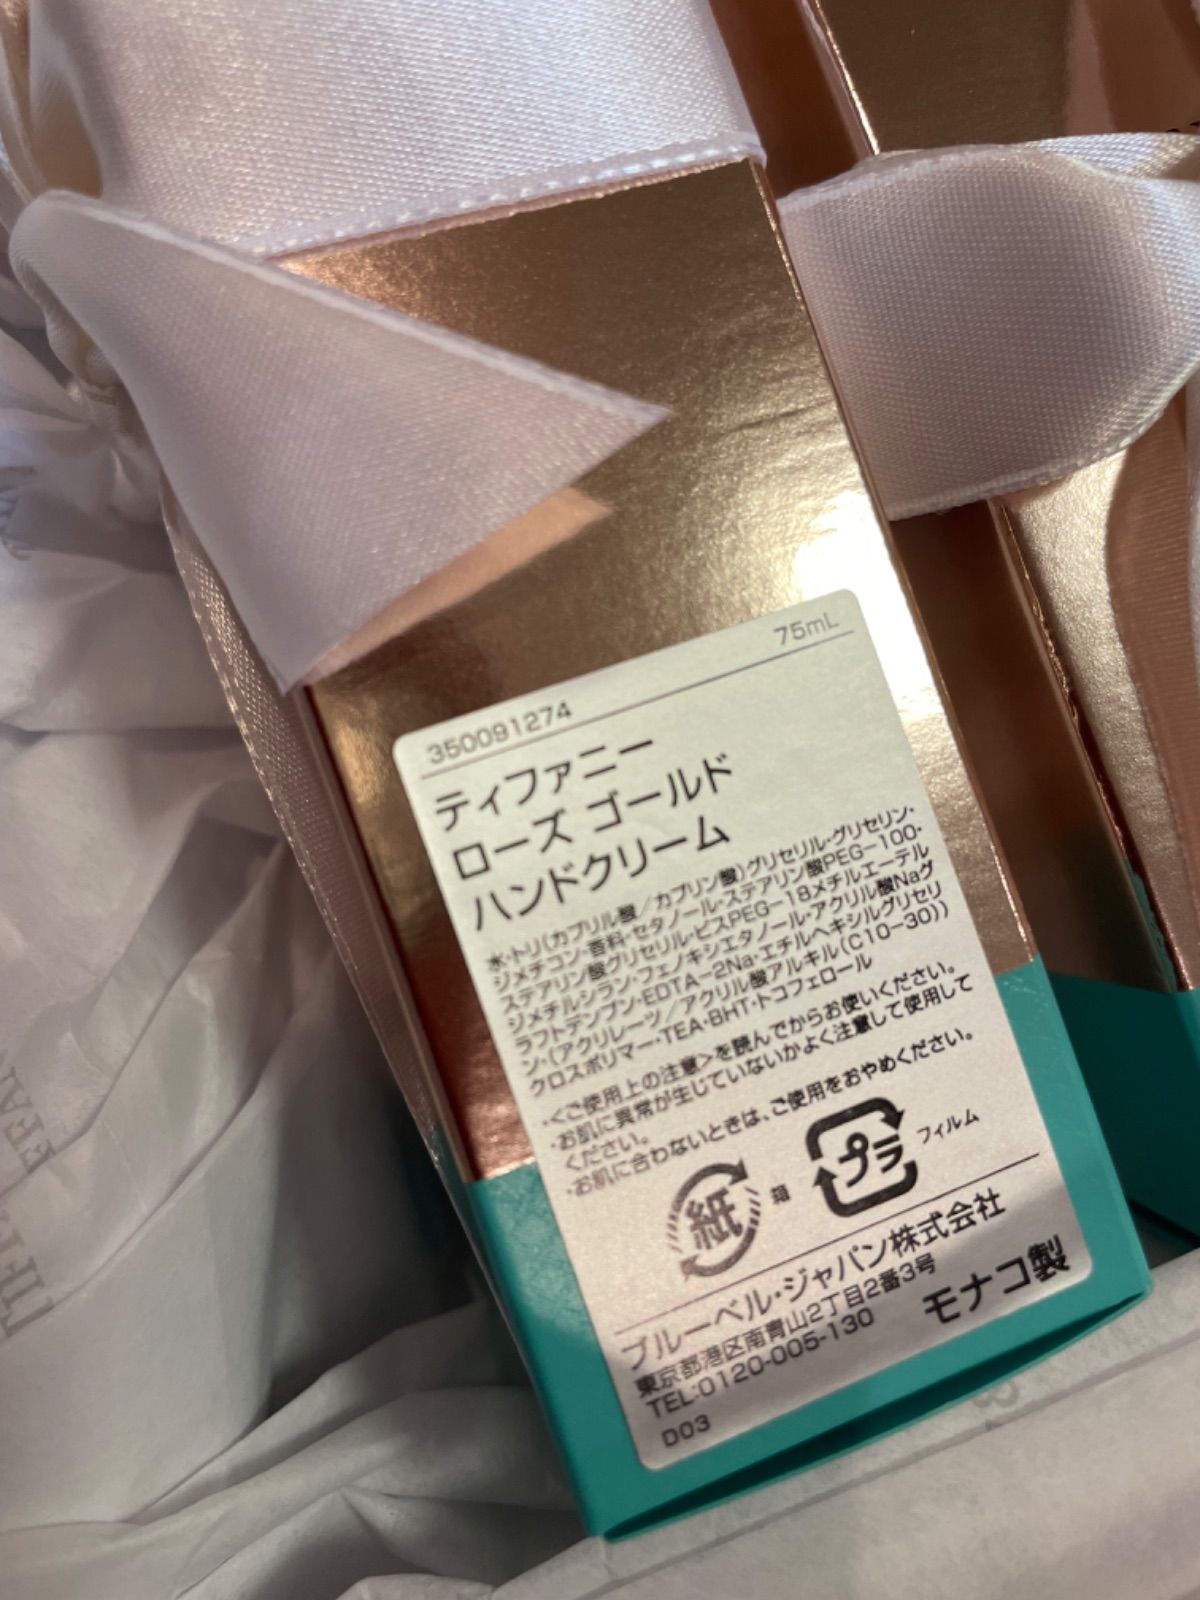 350091274 75mL
ティファニー
ローズ ゴールド
ハンドクリーム
水・トリ(カプリル酸/カプリン酸)グリセリル・グリセリン・
ジメチコン・香料・セタノール・ステアリン酸PEG-100・
ステアリン酸グリセリル・ビスPEG-18メチルエーテル
ジメチルシラン・フェノキシエタノール・アクリル酸Naグ
ラフトデンプン・EDTA-2Na・エチルヘキシルグリセリ
ン・(アクリレーツ/アクリル酸アルキル(C10-30))
クロスポリマー・TEA・BHT・トコフェロール
・<ご使用上の注意>を読んでからお使いください。
・お肌に異常が生じていないかよく注意して使用して
ください。
・お肌に合わないときは、ご使用をおやめください。
紙 箱 プラ フィルム
ブルーベル・ジャパン株式会社
東京都港区南青山2丁目2番3号
TEL:0120-005-130 モナコ製
D03